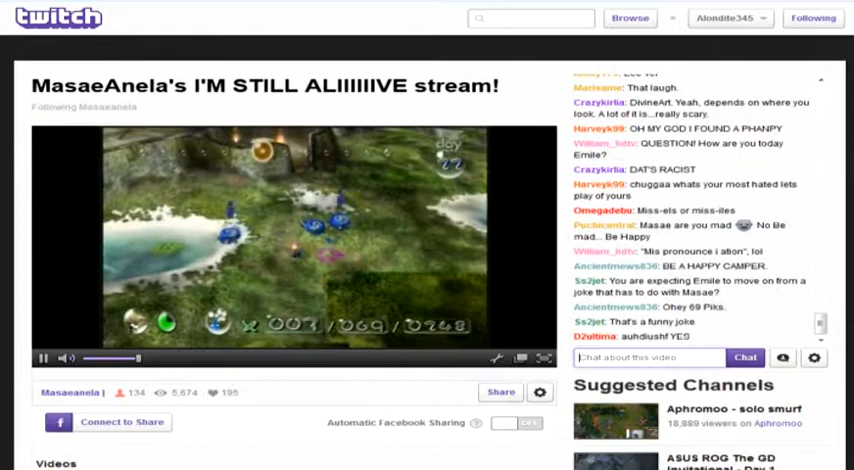 twitch
Browse
Alondite345
Following
MasaeAnela's I'M STILL ALIIIIIIVE stream!
Following Masaeanela
day
22
007/069/0248
Marisame: That laugh.
Crazykirlia: DivineArt. Yeah, depends on where you
look. A lot of it is...really scary.
Harveyk99: OH MY GOD I FOUND A PHANPY
William_hdtv: QUESTION! How are you today
Emile?
Crazykirlia: DAT'S RACIST
Harveyk99: chuggaa whats your most hated lets
play of yours
Omegadebu: Miss-els or miss-iles
Puchicentral: Masae are you mad No Be
mad... Be Happy
William_hdtv: "Mis pronounce i ation", lol
Ancientmews836: BE A HAPPY CAMPER.
Ss2jet: You are expecting Emile to move on from a
joke that has to do with Masae?
Ancientmews836: Ohey 69 Piks.
Ss2jet: That's a funny joke
D2ultima: auhdiushf YES
Chat about this video
Chat
Masaeanela | 134 5,674 195
Share
Connect to Share
Automatic Facebook Sharing
OFF
Videos
Suggested Channels
Aphromoo - solo smurf
18,889 viewers on Aphromoo
ASUS ROG The GD
Invitational - Day 1